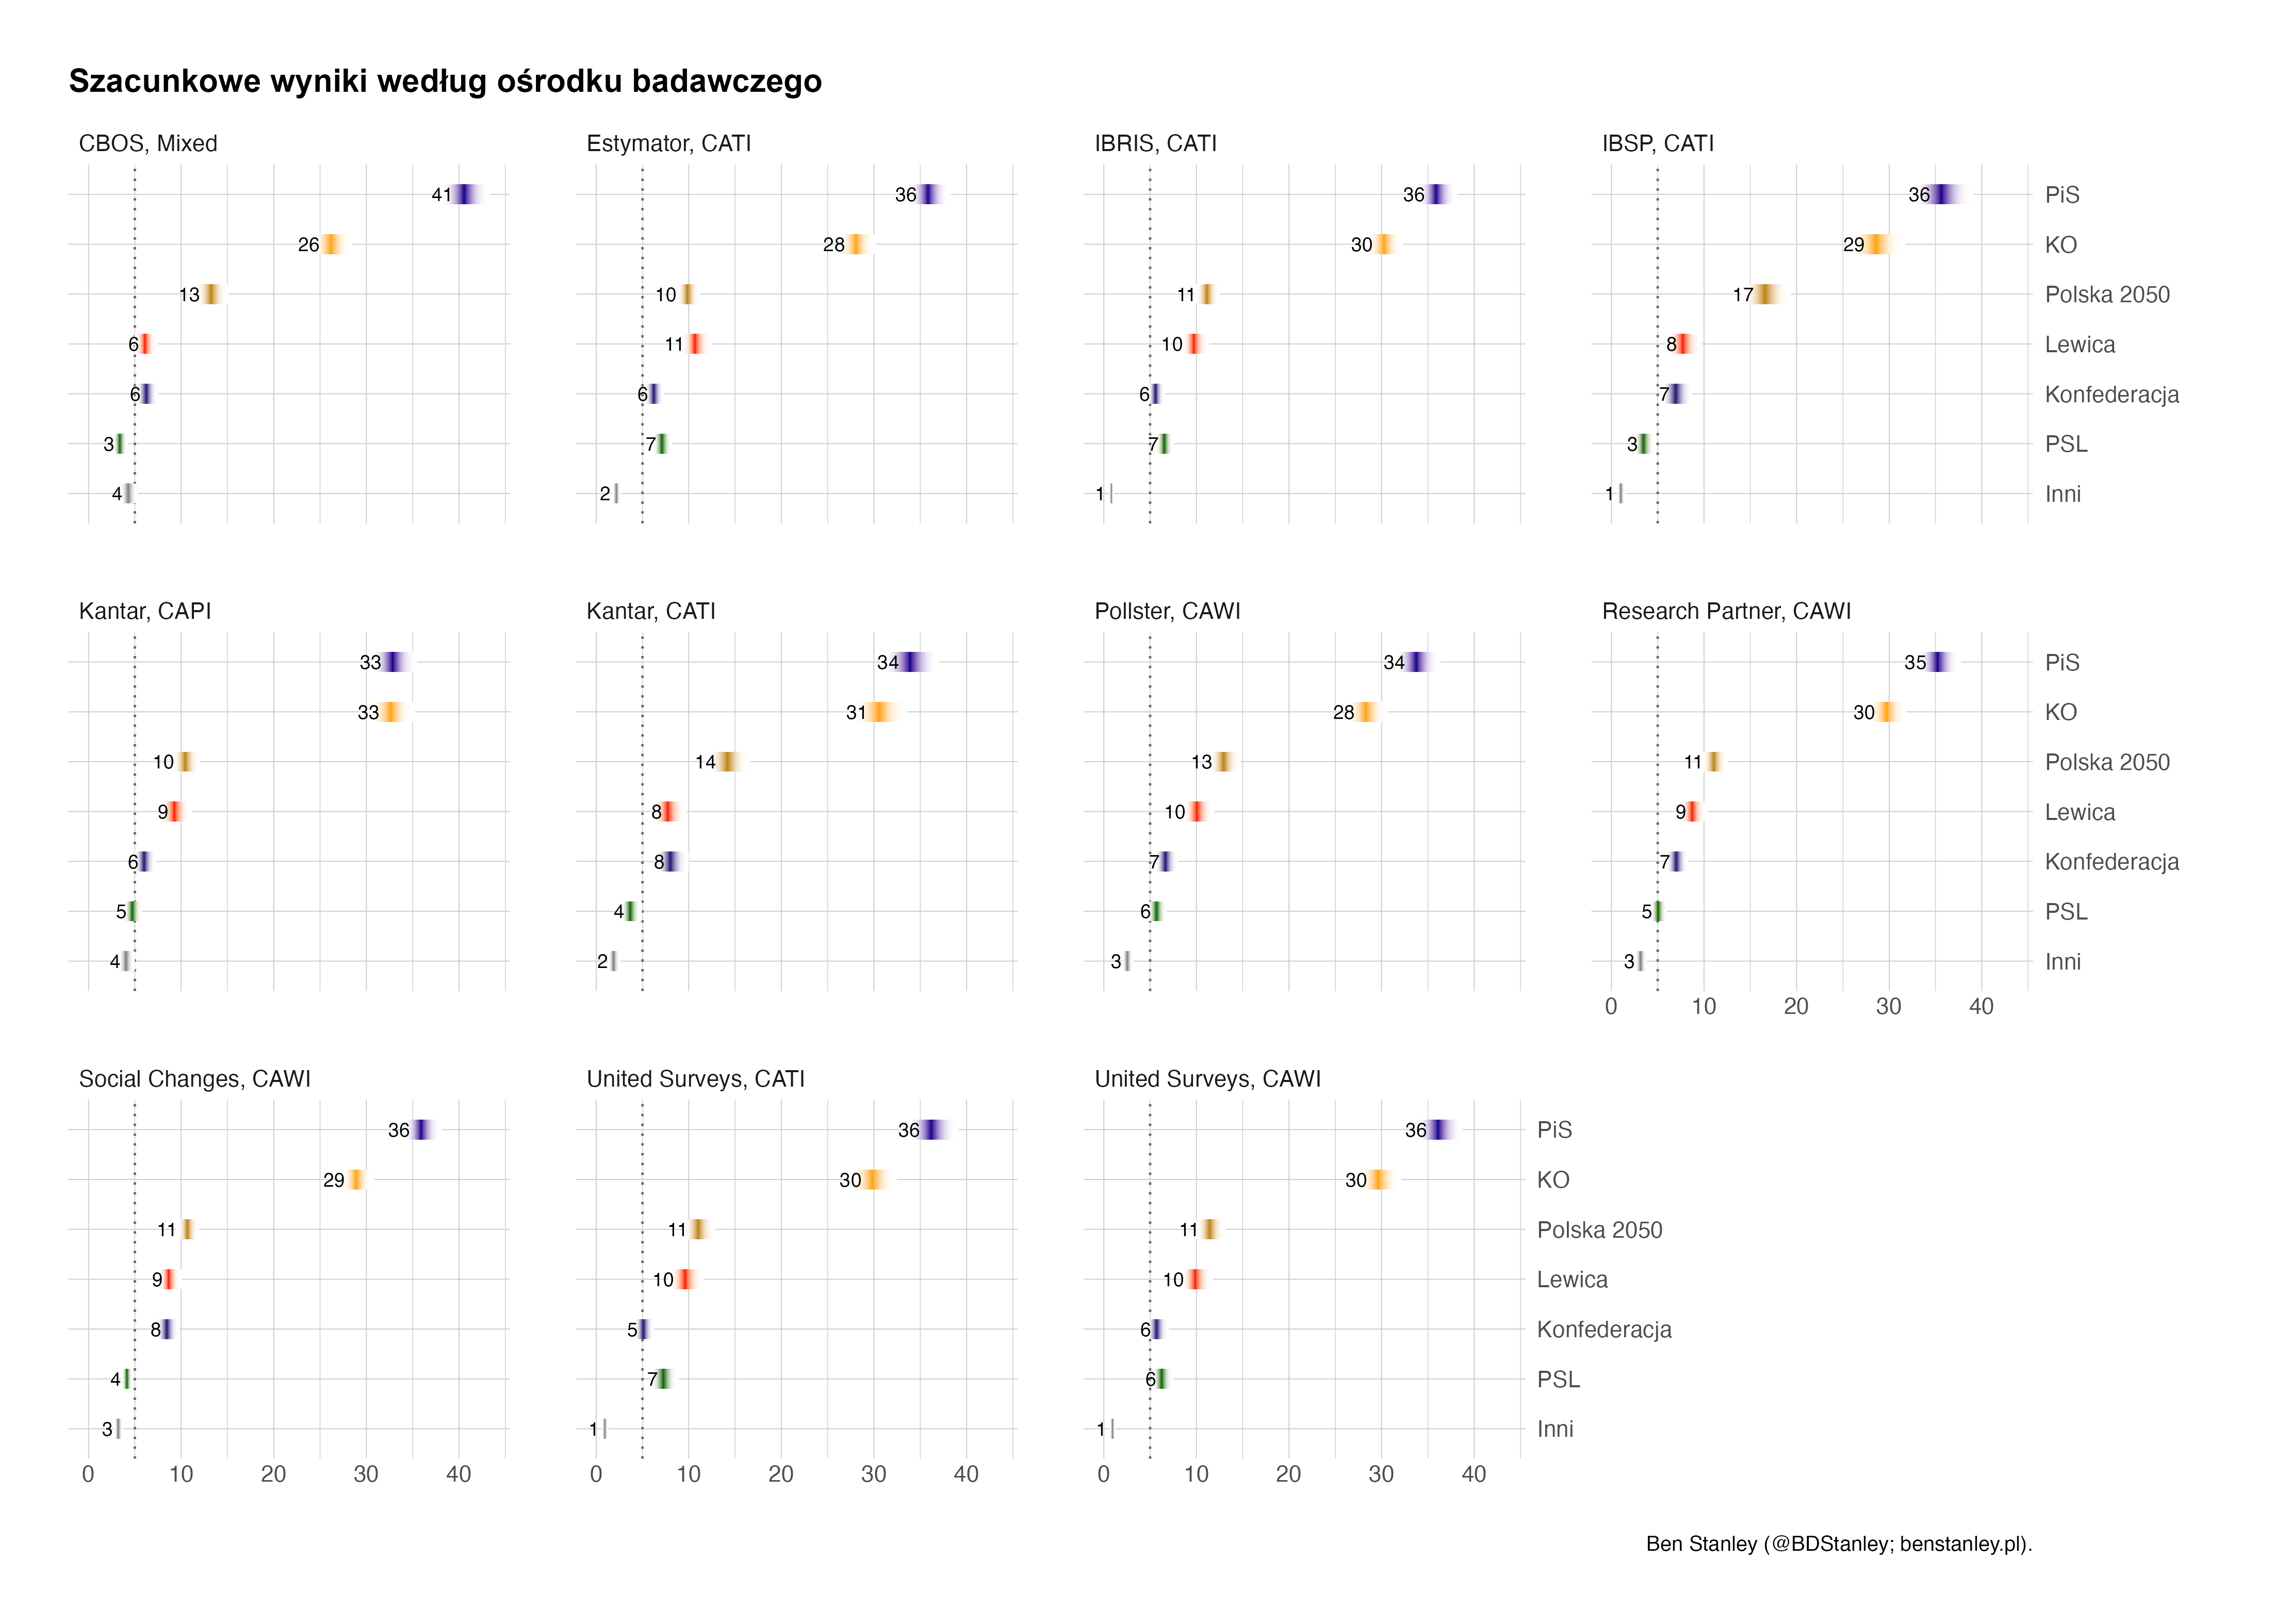 Szacunkowe wyniki według ośrodku badawczego
CBOS, Mixed
Estymator, CATI
IBRIS, CATI
IBSP, CATI
41
36
36
36
PiS
26
28
30
29
KO
13
10
11
17
Polska 2050
6
11
10
8
Lewica
6
6
6
7
Konfederacja
3
7
7
3
PSL
4
2
1
1
Inni
Kantar, CAPI
Kantar, CATI
Pollster, CAWI
Research Partner, CAWI
33
34
34
35
PiS
33
31
28
30
KO
10
14
13
11
Polska 2050
9
8
10
9
Lewica
6
8
7
7
Konfederacja
5
4
6
5
PSL
4
2
3
3
Inni
0 10 20 30 40
Social Changes, CAWI
United Surveys, CATI
United Surveys, CAWI
36
36
36
PiS
29
30
30
KO
11
11
11
Polska 2050
9
10
10
Lewica
8
5
6
Konfederacja
4
7
6
PSL
3
1
1
Inni
0 10 20 30 40
0 10 20 30 40
0 10 20 30 40
Ben Stanley (@BDStanley; benstanley.pl).